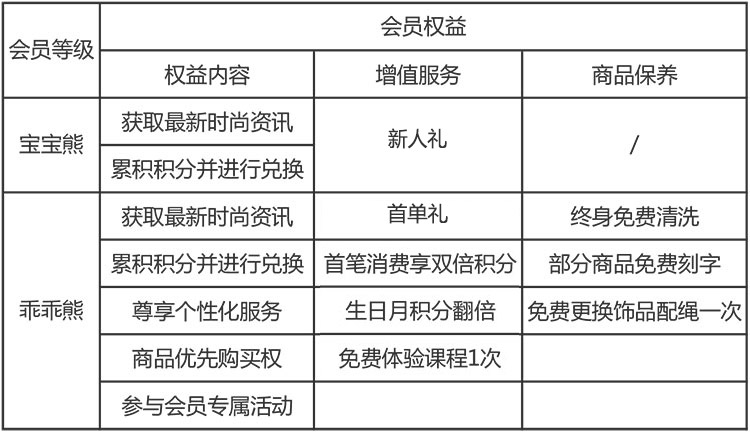 会员等级
会员权益
权益内容
增值服务
商品保养
宝宝熊
获取最新时尚资讯
新人礼
/
累积积分并进行兑换
乖乖熊
获取最新时尚资讯
首单礼
终身免费清洗
累积积分并进行兑换
首笔消费享双倍积分
部分商品免费刻字
尊享个性化服务
生日月积分翻倍
免费更换饰品配绳一次
商品优先购买权
免费体验课程1次
参与会员专属活动